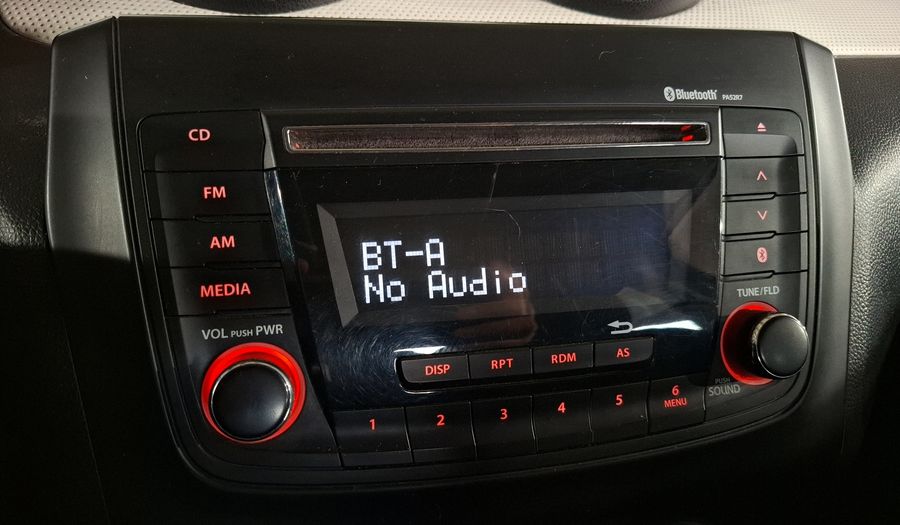 Bluetooth PA52R7
CD
FM
AM
MEDIA
VOL PUSH PWR
BT-A
No Audio
TUNE/FLD
PUSH
SOUND
DISP RPT RDM AS
1 2 3 4 5 6
MENU